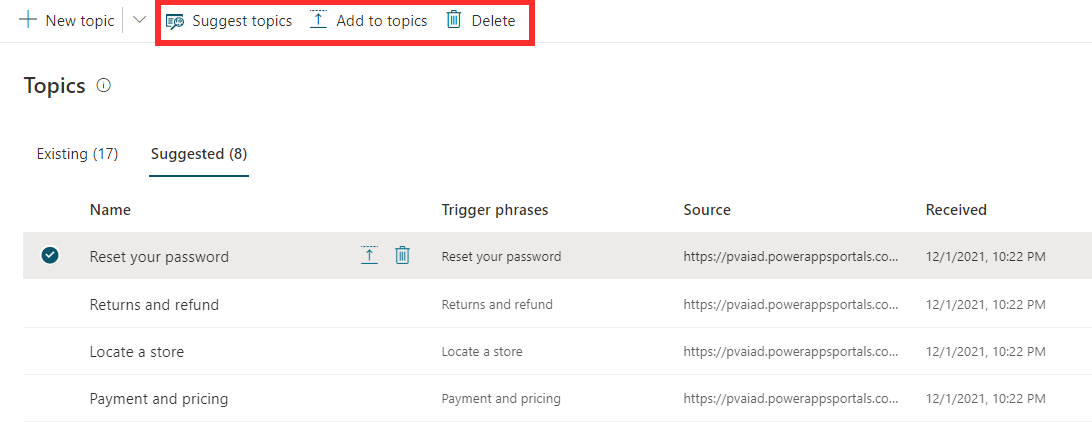 New topic Suggest topics Add to topics Delete
Topics
Existing (17) Suggested (8)
Name Trigger phrases Source Received
Reset your password Reset your password https://pvaiad.powerappsportals.co... 12/1/2021, 10:22 PM
Returns and refund Returns and refund https://pvaiad.powerappsportals.co... 12/1/2021, 10:22 PM
Locate a store Locate a store https://pvaiad.powerappsportals.co... 12/1/2021, 10:22 PM
Payment and pricing Payment and pricing https://pvaiad.powerappsportals.co... 12/1/2021, 10:22 PM